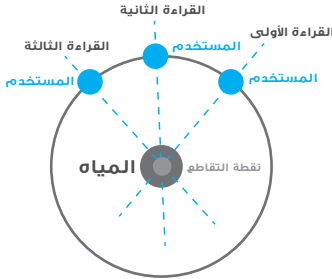 القراءة الثانية
القراءة الأولى
المستخدم
القراءة الثالثة
المستخدم
المستخدم
نقطة التقاطع
المياه